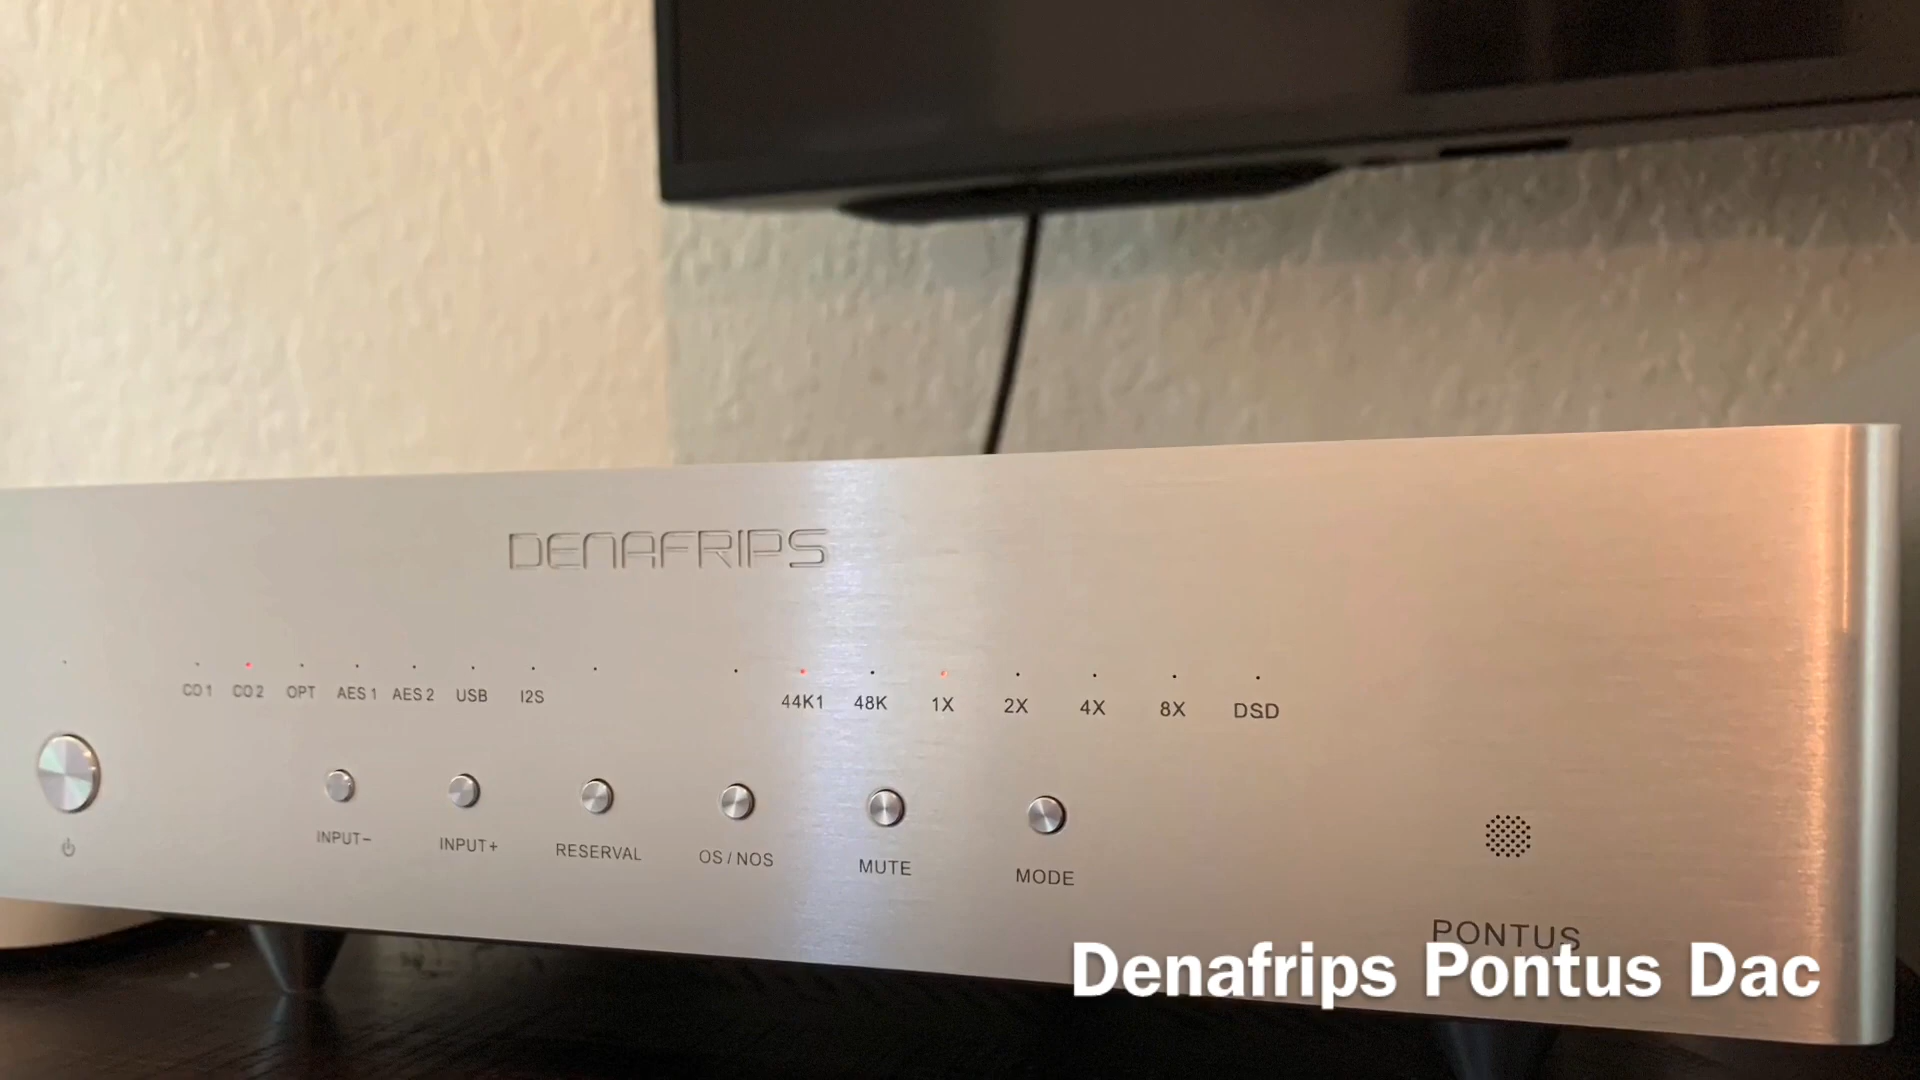 DENAFRIPS
CO 1 CO 2 OPT AES 1 AES 2 USB I2S 44K1 48K 1X 2X 4X 8X DSD
INPUT− INPUT+ RESERVAL OS / NOS MUTE MODE
PONTUS
Denafrips Pontus Dac